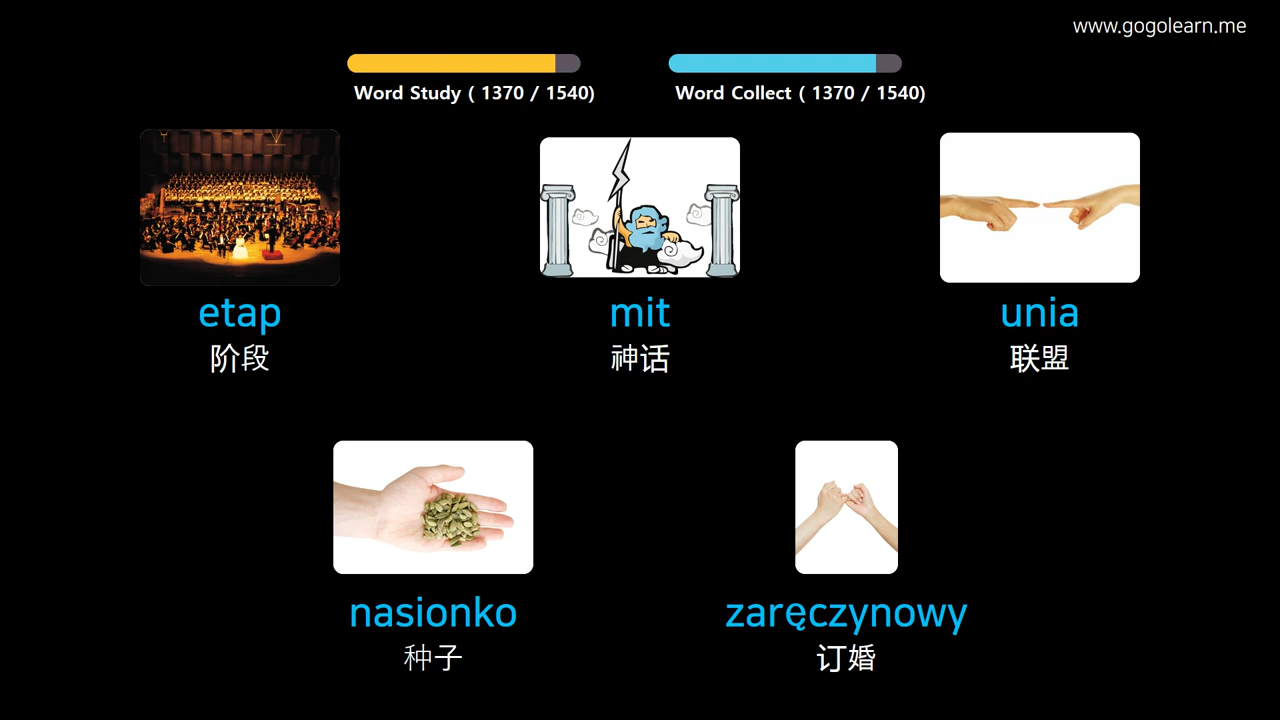 www.gogolearn.me
Word Study ( 1370 / 1540)
Word Collect ( 1370 / 1540)
etap
阶段
mit
神话
unia
联盟
nasionko
种子
zaręczynowy
订婚